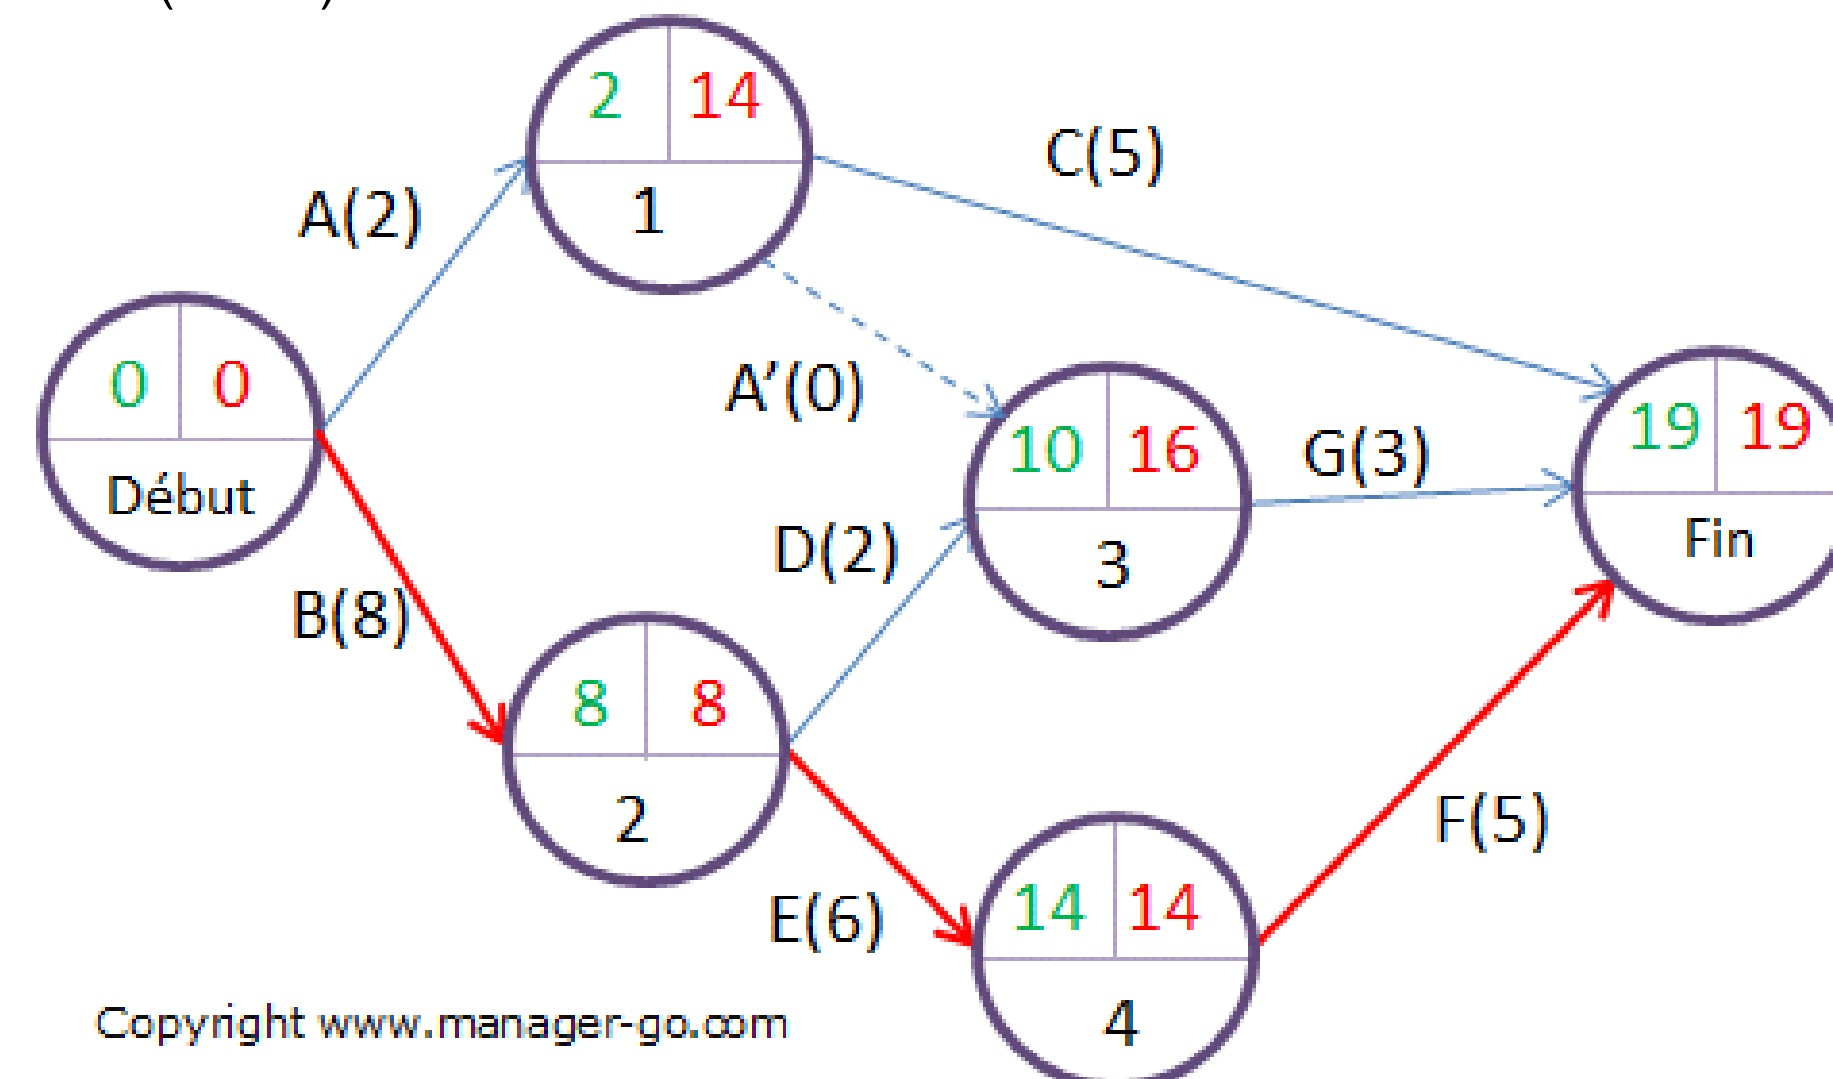 2 14
1
A(2)
C(5)
0 0
Début
A’(0)
10 16
3
G(3)
19 19
Fin
D(2)
B(8)
8 8
2
E(6)
F(5)
14 14
4
Copyright www.manager-go.com